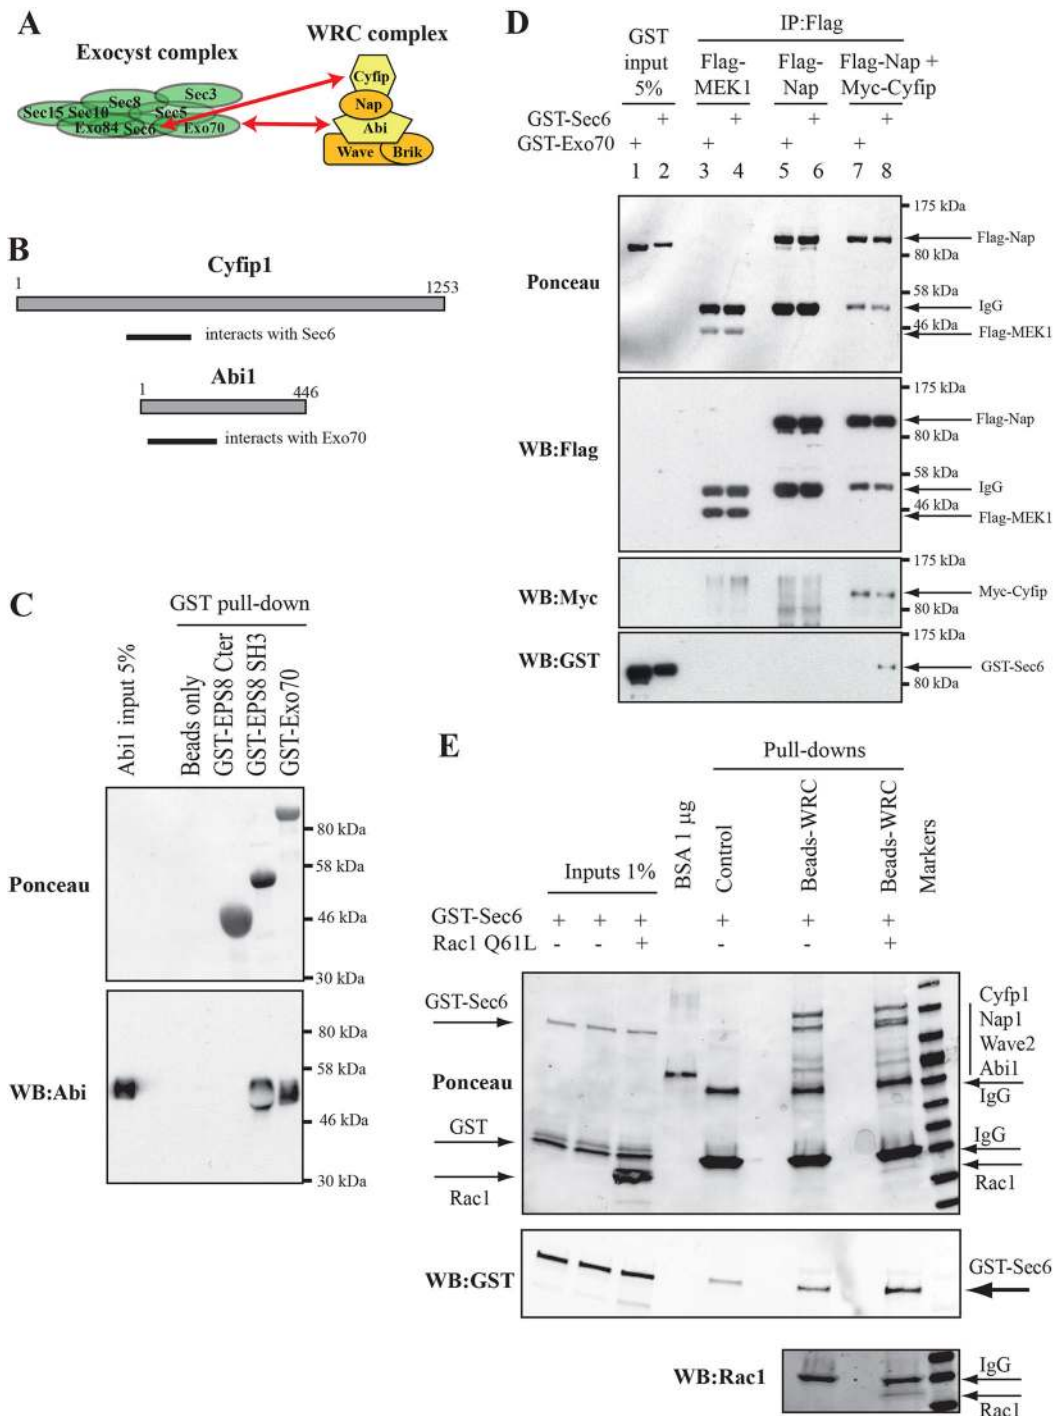 A
Exocyst complex
WRC complex
Sec3
Sec8
Sec15 Sec10
Sec5
Exo84 Sec6
Exo70
Cyfip
Nap
Abi
Wave
Brik
B
Cyfip1
1
1253
interacts with Sec6
Abi1
1
446
interacts with Exo70
C
GST pull-down
Abi1 input 5%
Beads only
GST-EPS8 Cter
GST-EPS8 SH3
GST-Exo70
Ponceau
80 kDa
58 kDa
46 kDa
30 kDa
WB:Abi
80 kDa
58 kDa
46 kDa
30 kDa
D
GST input 5%
IP:Flag
Flag-MEK1
Flag-Nap
Flag-Nap + Myc-Cyfip
GST-Sec6 + + + +
GST-Exo70 + + + +
1 2 3 4 5 6 7 8
Ponceau
175 kDa
Flag-Nap
80 kDa
58 kDa
IgG
46 kDa
Flag-MEK1
WB:Flag
175 kDa
Flag-Nap
80 kDa
58 kDa
IgG
46 kDa
Flag-MEK1
WB:Myc
175 kDa
Myc-Cyfip
80 kDa
WB:GST
175 kDa
GST-Sec6
80 kDa
E
Pull-downs
Inputs 1%
BSA 1 µg
Control
Beads-WRC
Beads-WRC
Markers
GST-Sec6 + + + + + +
Rac1 Q61L - - + - - +
GST-Sec6
Ponceau
GST
Rac1
Cyfp1
Nap1
Wave2
Abi1
IgG
IgG
Rac1
WB:GST
GST-Sec6
WB:Rac1
IgG
Rac1